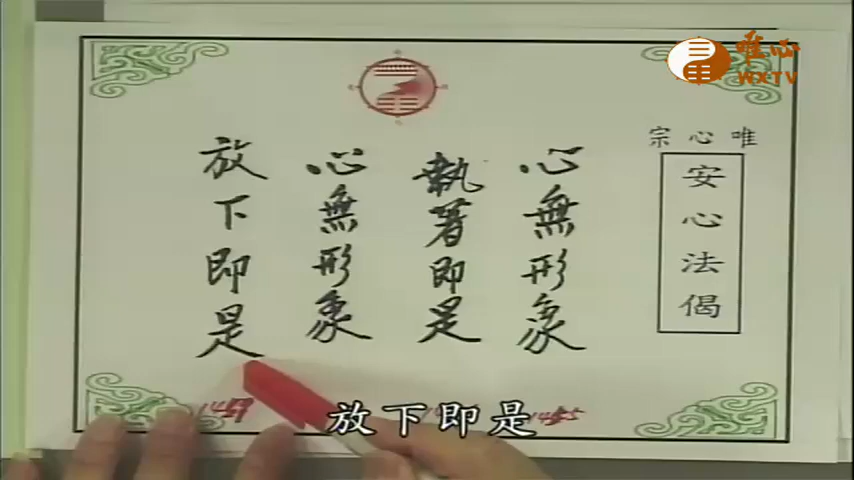 唯心
WXTV
唯心宗
安心法偈
心無形象
執著即是
心無形象
放下即是
放下即是